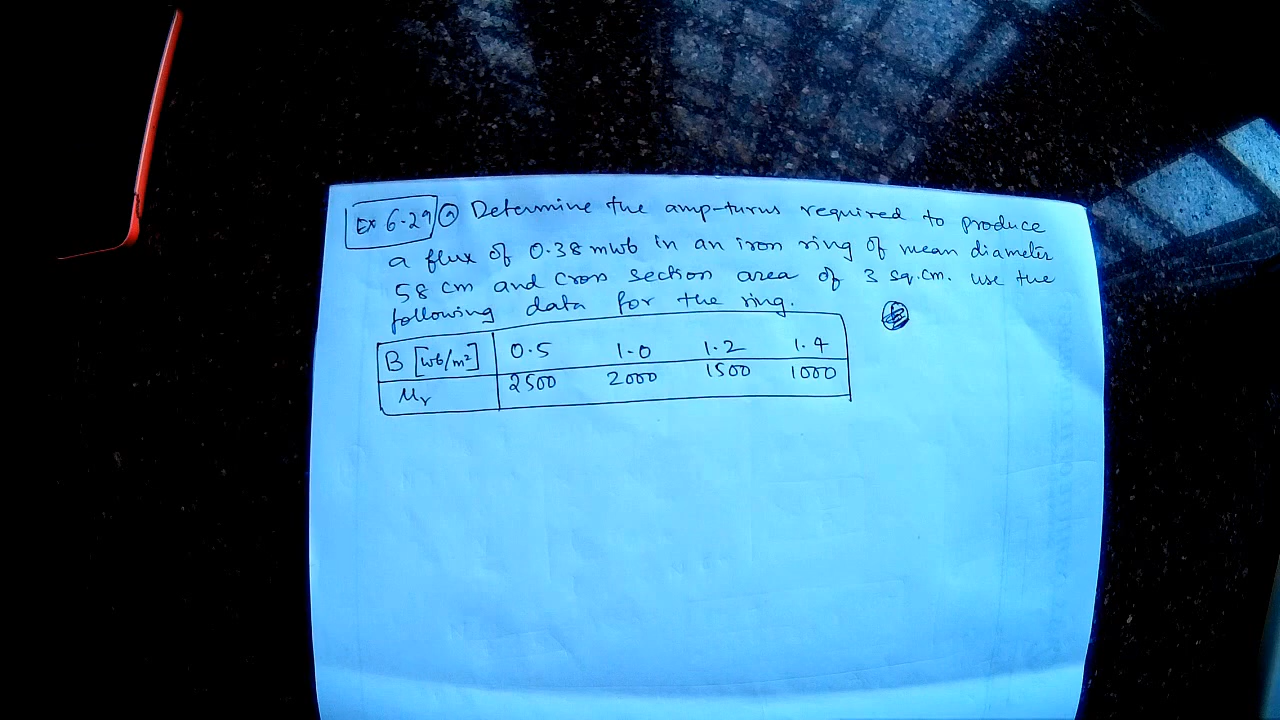 Ex 6.29 a Determine the amp-turns required to produce
a flux of 0.38 mwb in an iron ring of mean diameter
58 cm and Cross section area of 3 sq.cm. use the
following data for the ring.
B [wb/m²] 0.5 1.0 1.2 1.4
μr 2500 2000 1500 1000